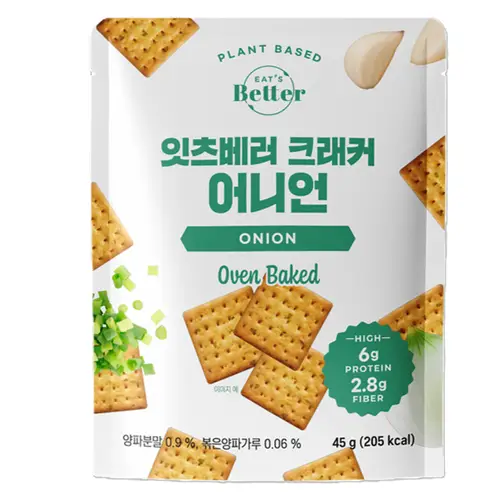 PLANT BASED
EAT'S
Better
잇츠베러 크래커
어니언
ONION
Oven Baked
HIGH
6g
PROTEIN
2.8g
FIBER
이미지 예
양파분말 0.9 %, 볶은양파가루 0.06 %
45 g (205 kcal)